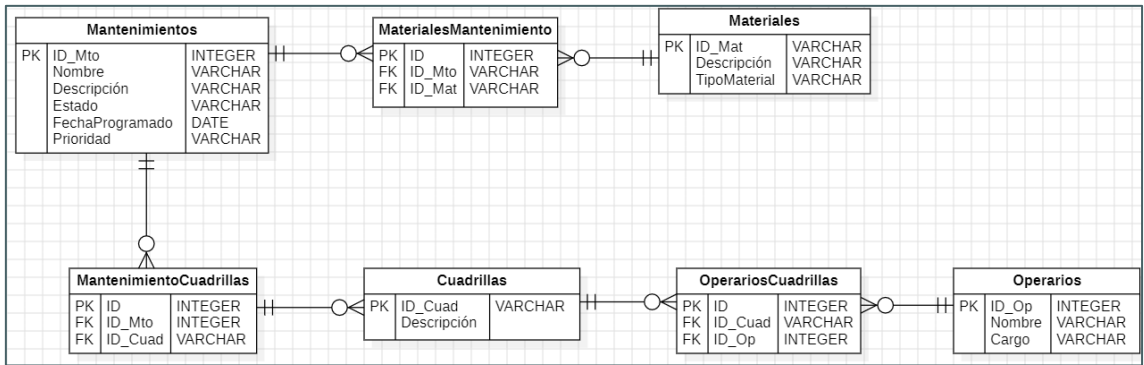 Mantenimientos
PK ID_Mto INTEGER
Nombre VARCHAR
Descripción VARCHAR
Estado VARCHAR
FechaProgramado DATE
Prioridad VARCHAR
MaterialesMantenimiento
PK ID INTEGER
FK ID_Mto VARCHAR
FK ID_Mat VARCHAR
Materiales
PK ID_Mat VARCHAR
Descripción VARCHAR
TipoMaterial VARCHAR
MantenimientoCuadrillas
PK ID INTEGER
FK ID_Mto INTEGER
FK ID_Cuad VARCHAR
Cuadrillas
PK ID_Cuad VARCHAR
Descripción
OperariosCuadrillas
PK ID INTEGER
FK ID_Cuad VARCHAR
FK ID_Op INTEGER
Operarios
PK ID_Op INTEGER
Nombre VARCHAR
Cargo VARCHAR